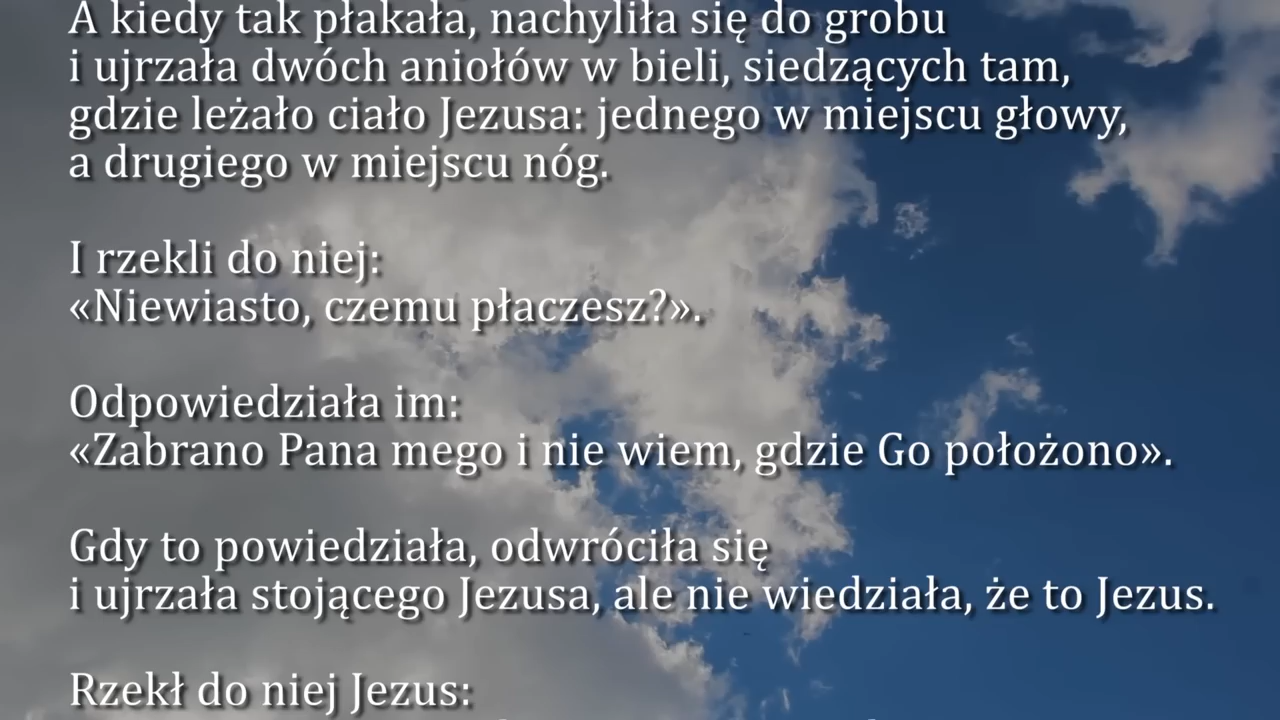 A kiedy tak płakała, nachyliła się do grobu
i ujrzała dwóch aniołów w bieli, siedzących tam,
gdzie leżało ciało Jezusa: jednego w miejscu głowy,
a drugiego w miejscu nóg.
I rzekli do niej:
«Niewiasto, czemu płaczesz?».
Odpowiedziała im:
«Zabrano Pana mego i nie wiem, gdzie Go położono».
Gdy to powiedziała, odwróciła się
i ujrzała stojącego Jezusa, ale nie wiedziała, że to Jezus.
Rzekł do niej Jezus: